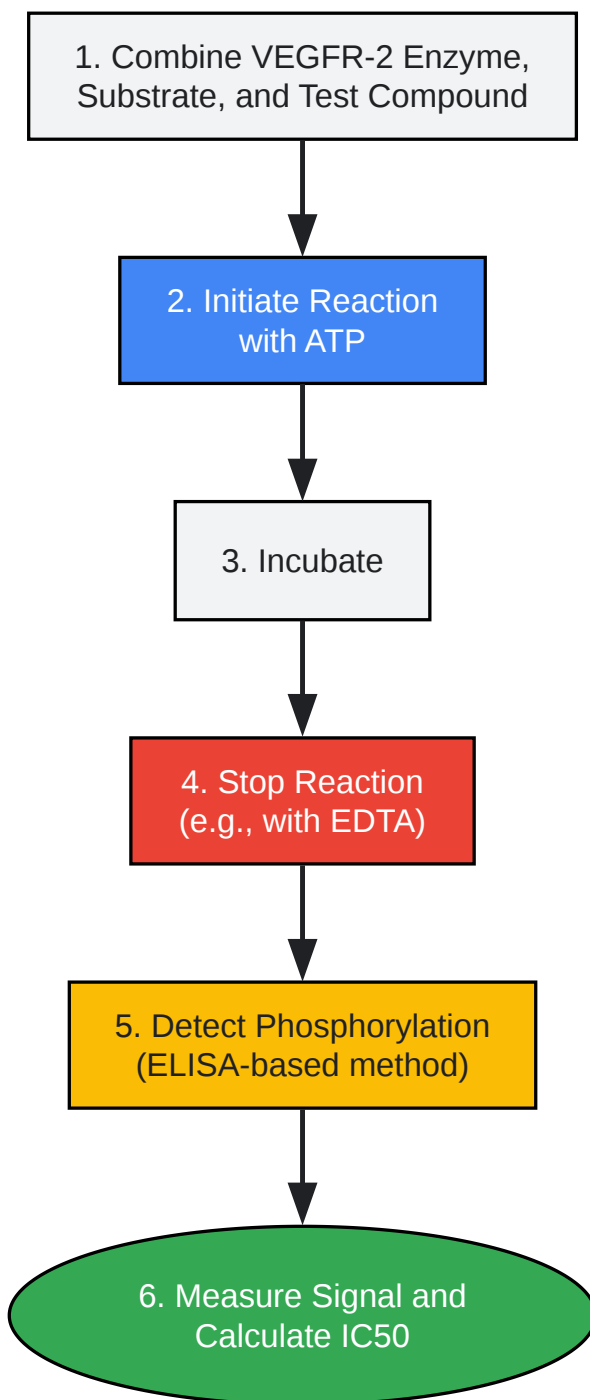 1. Combine VEGFR-2 Enzyme,
Substrate, and Test Compound
2. Initiate Reaction
with ATP
3. Incubate
4. Stop Reaction
(e.g., with EDTA)
5. Detect Phosphorylation
(ELISA-based method)
6. Measure Signal and
Calculate IC50